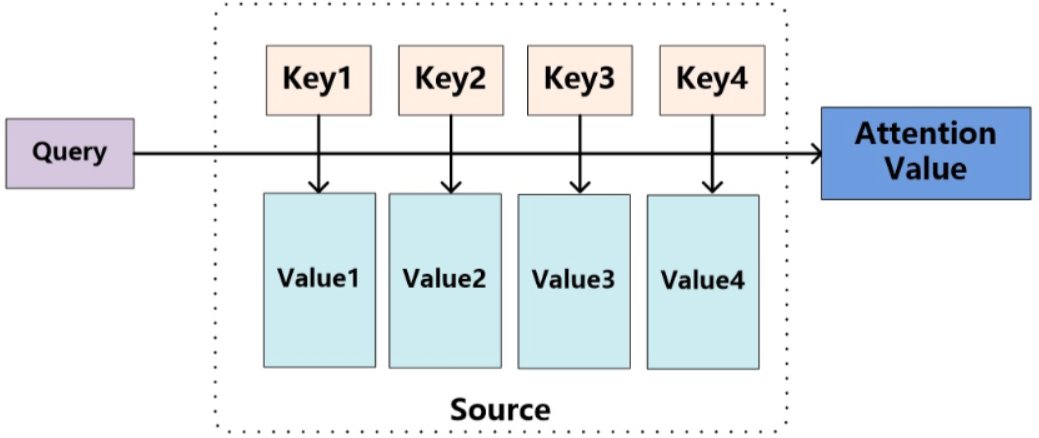 Key1 Key2 Key3 Key4
Query
Attention
Value
Value1 Value2 Value3 Value4
Source